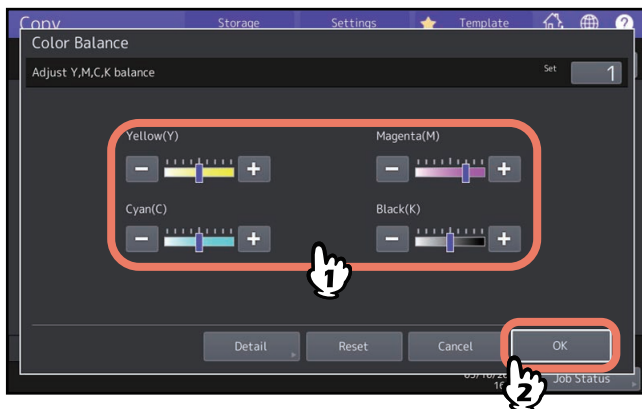 Copy Storage Settings Template ?
Color Balance
Adjust Y,M,C,K balance Set 1
Yellow(Y) Magenta(M)
− + − +
Cyan(C) Black(K)
− + − +
1
Detail Reset Cancel OK
2
Job Status